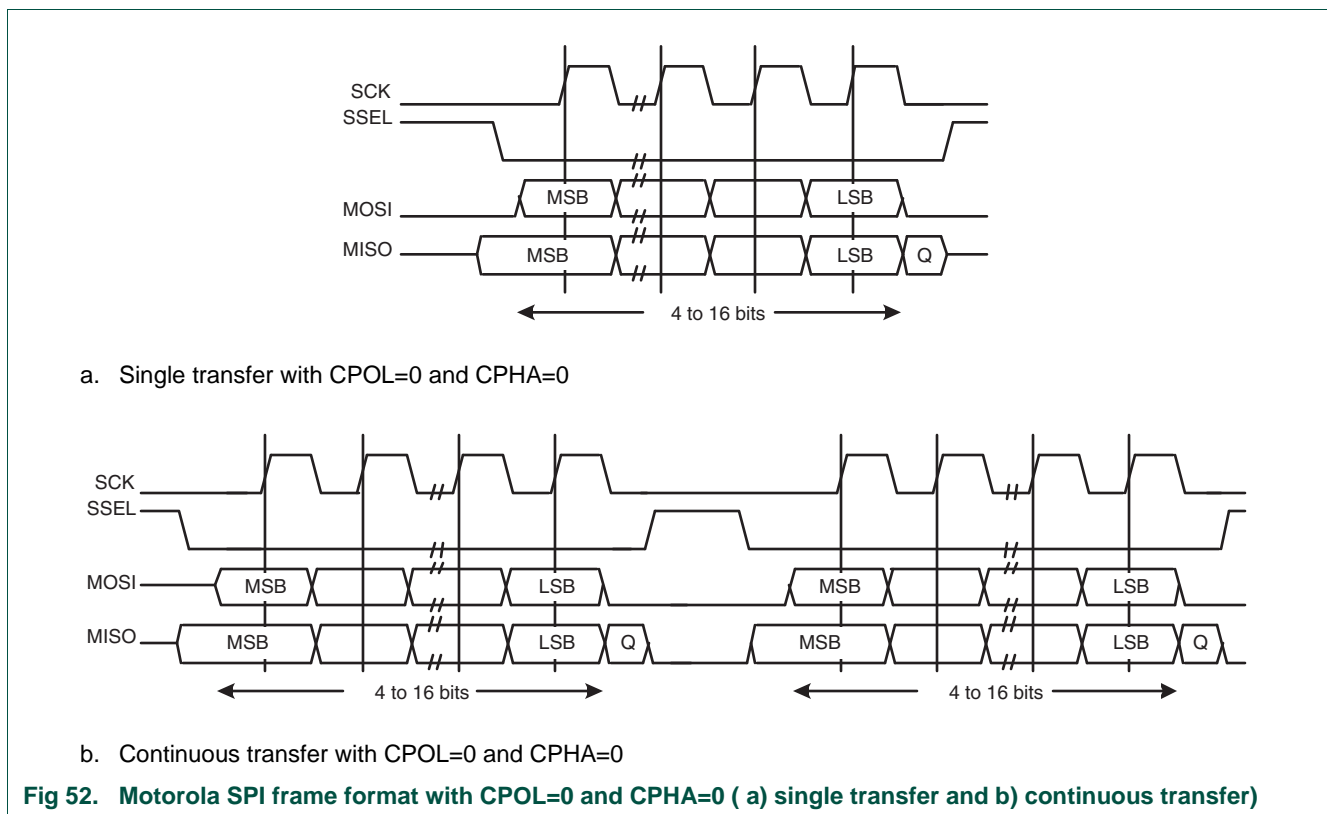 SCK
SSEL
MOSI
MSB
LSB
MISO
MSB
LSB
Q
4 to 16 bits
a. Single transfer with CPOL=0 and CPHA=0
SCK
SSEL
MOSI
MSB
LSB
MSB
LSB
MISO
MSB
LSB
Q
MSB
LSB
Q
4 to 16 bits
4 to 16 bits
b. Continuous transfer with CPOL=0 and CPHA=0
Fig 52. Motorola SPI frame format with CPOL=0 and CPHA=0 ( a) single transfer and b) continuous transfer)